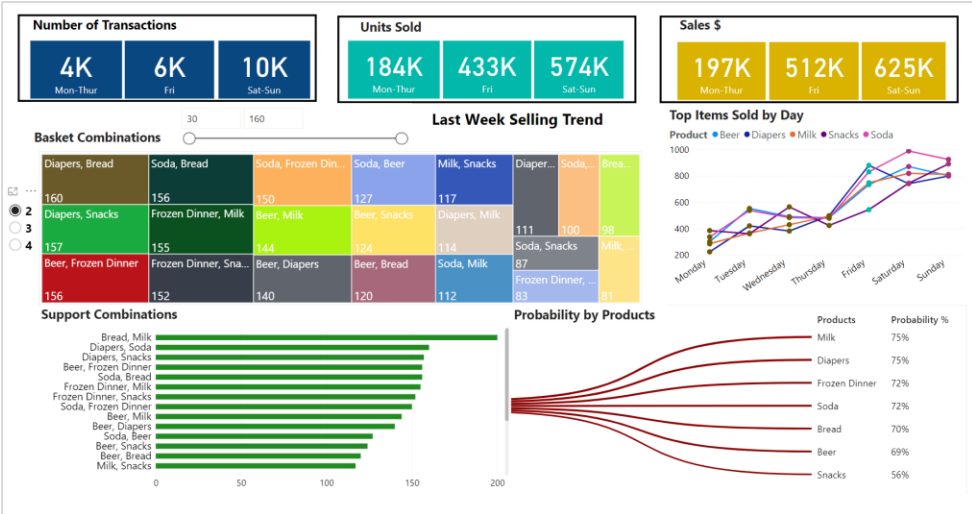 Number of Transactions
4K
Mon-Thur
6K
Fri
10K
Sat-Sun
Units Sold
184K
Mon-Thur
433K
Fri
574K
Sat-Sun
Sales $
197K
Mon-Thur
512K
Fri
625K
Sat-Sun
30
160
Last Week Selling Trend
Basket Combinations
2
3
4
Diapers, Bread
160
Soda, Bread
156
Soda, Frozen Din...
150
Soda, Beer
127
Milk, Snacks
117
Diaper...
111
Soda,...
100
Brea...
98
Diapers, Snacks
157
Frozen Dinner, Milk
155
Beer, Milk
144
Beer, Snacks
124
Diapers, Milk
114
Soda, Snacks
87
Milk, ...
81
Beer, Frozen Dinner
156
Frozen Dinner, Sna...
152
Beer, Diapers
140
Beer, Bread
120
Soda, Milk
112
Frozen Dinner, ...
83
Top Items Sold by Day
Product Beer Diapers Milk Snacks Soda
1000
800
600
400
200
Monday
Tuesday
Wednesday
Thursday
Friday
Saturday
Sunday
Support Combinations
Bread, Milk
Diapers, Soda
Diapers, Snacks
Beer, Frozen Dinner
Soda, Bread
Frozen Dinner, Milk
Frozen Dinner, Snacks
Soda, Frozen Dinner
Beer, Milk
Beer, Diapers
Soda, Beer
Beer, Snacks
Beer, Bread
Milk, Snacks
0 50 100 150 200
Probability by Products
Products Probability %
Milk 75%
Diapers 75%
Frozen Dinner 72%
Soda 72%
Bread 70%
Beer 69%
Snacks 56%